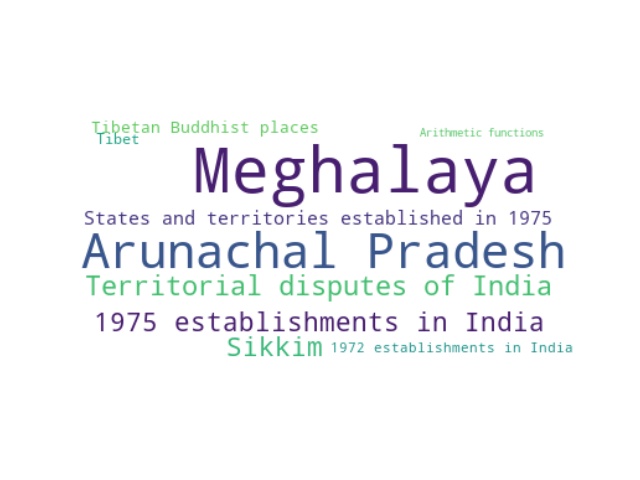 Tibetan Buddhist places
Arithmetic functions
Tibet
Meghalaya
States and territories established in 1975
Arunachal Pradesh
Territorial disputes of India
1975 establishments in India
Sikkim 1972 establishments in India